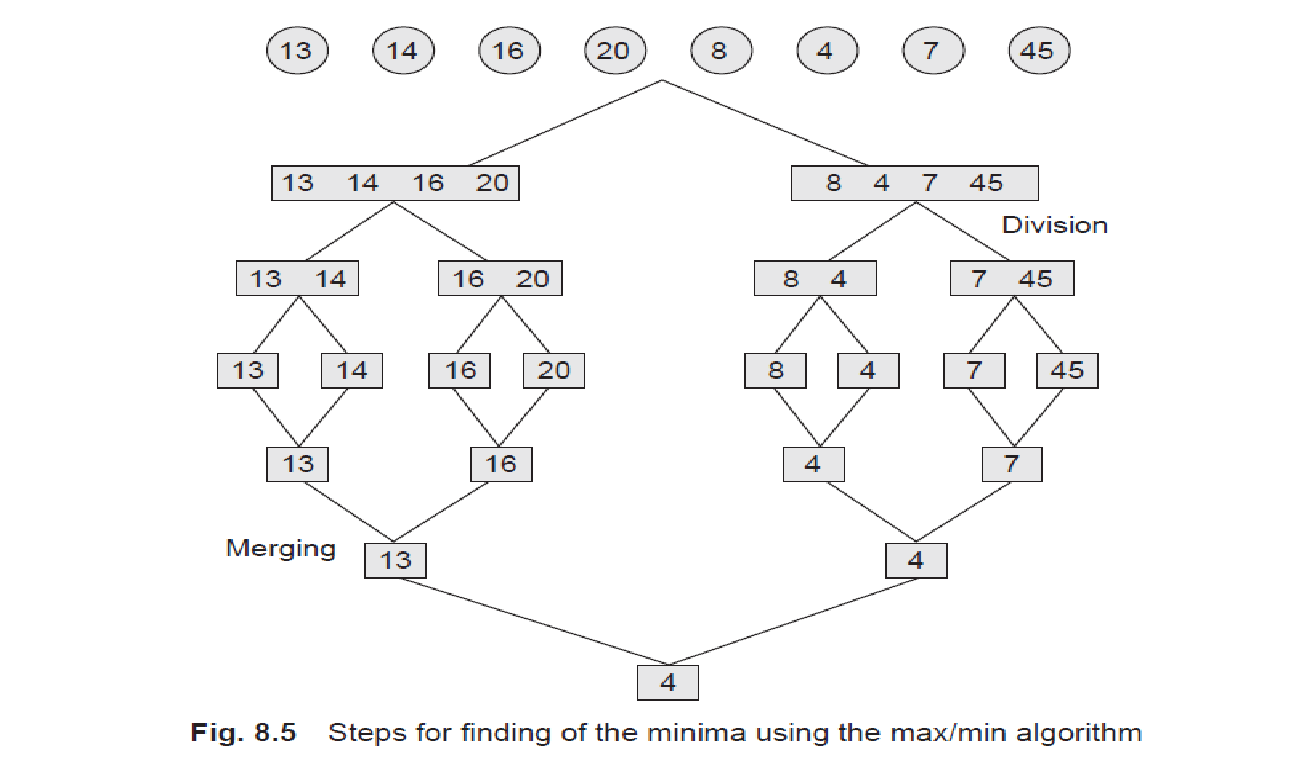 13 14 16 20 8 4 7 45
13 14 16 20 8 4 7 45
Division
13 14 16 20 8 4 7 45
13 14 16 20 8 4 7 45
13 16 4 7
Merging
13 4
4
Fig. 8.5 Steps for finding of the minima using the max/min algorithm